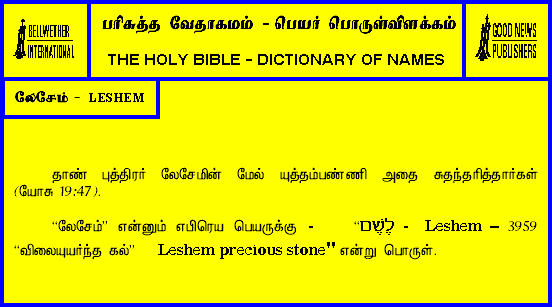 BELLWETHER
INTERNATIONAL
பரிசுத்த வேதாகமம் - பெயர் பொருள்விளக்கம்
THE HOLY BIBLE - DICTIONARY OF NAMES
GOOD NEWS
PUBLISHERS
லேசேம் - LESHEM
தாண் புத்திரர் லேசேமின் மேல் யுத்தம்பண்ணி அதை சுதந்தரித்தார்கள்
(யோசு 19:47).
“லேசேம்” என்னும் எபிரெய பெயருக்கு - “לֶשֶׁם - Leshem – 3959
“விலையுயர்ந்த கல்” Leshem precious stone" என்று பொருள்.